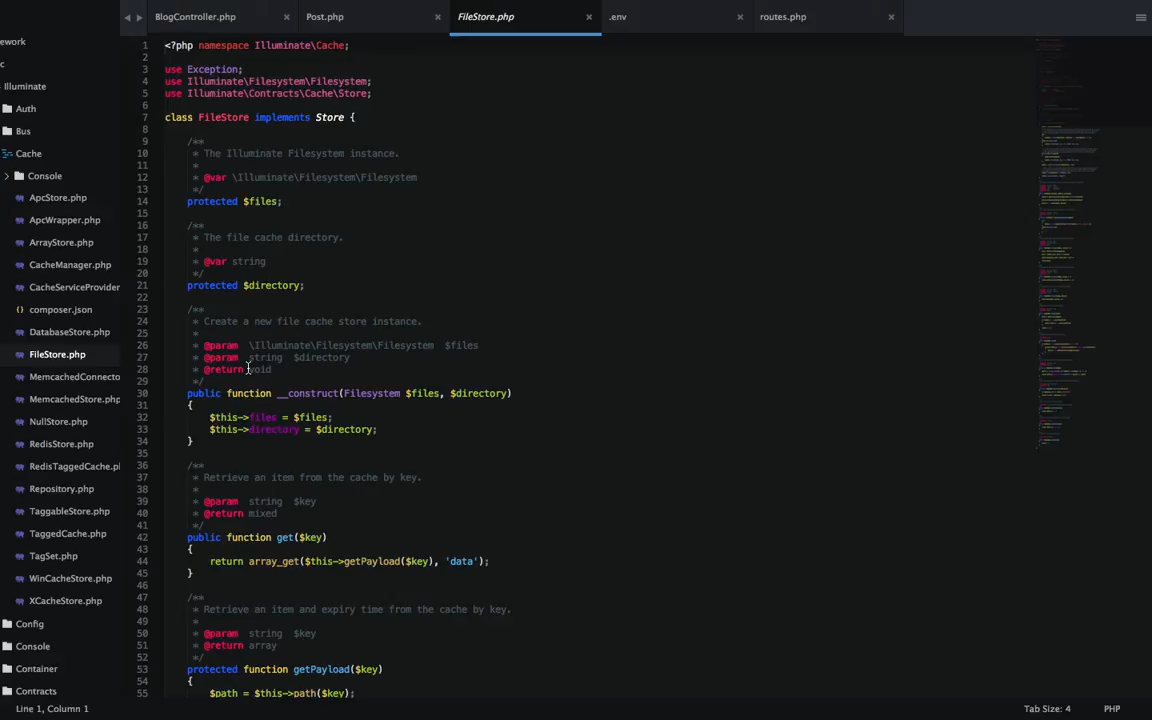 BlogController.php × Post.php × FileStore.php × .env × routes.php ×
ework
c
Illuminate
Auth
Bus
Cache
Console
ApcStore.php
ApcWrapper.php
ArrayStore.php
CacheManager.php
CacheServiceProvider
{} composer.json
DatabaseStore.php
FileStore.php
MemcachedConnecto
MemcachedStore.php
NullStore.php
RedisStore.php
RedisTaggedCache.pl
Repository.php
TaggableStore.php
TaggedCache.php
TagSet.php
WinCacheStore.php
XCacheStore.php
Config
Console
Container
Contracts
1 <?php namespace Illuminate\Cache;
2
3 use Exception;
4 use Illuminate\Filesystem\Filesystem;
5 use Illuminate\Contracts\Cache\Store;
6
7 class FileStore implements Store {
8
9 /**
10 * The Illuminate Filesystem instance.
11 *
12 * @var \Illuminate\Filesystem\Filesystem
13 */
14 protected $files;
15
16 /**
17 * The file cache directory.
18 *
19 * @var string
20 */
21 protected $directory;
22
23 /**
24 * Create a new file cache store instance.
25 *
26 * @param \Illuminate\Filesystem\Filesystem $files
27 * @param string $directory
28 * @return void
29 */
30 public function __construct(Filesystem $files, $directory)
31 {
32 $this->files = $files;
33 $this->directory = $directory;
34 }
35
36 /**
37 * Retrieve an item from the cache by key.
38 *
39 * @param string $key
40 * @return mixed
41 */
42 public function get($key)
43 {
44 return array_get($this->getPayload($key), 'data');
45 }
46
47 /**
48 * Retrieve an item and expiry time from the cache by key.
49 *
50 * @param string $key
51 * @return array
52 */
53 protected function getPayload($key)
54 {
55 $path = $this->path($key);
Line 1, Column 1 Tab Size: 4 PHP